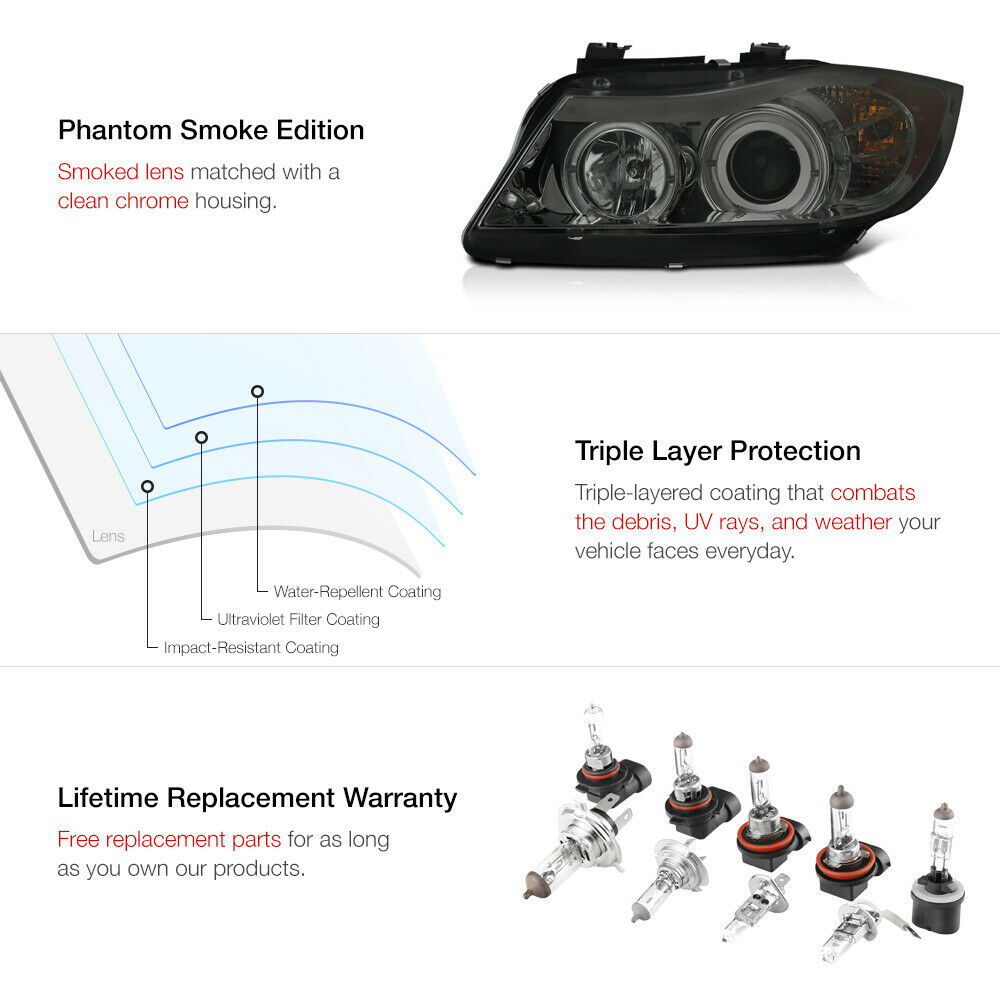 Phantom Smoke Edition
Smoked lens matched with a
clean chrome housing.
Lens
Water-Repellent Coating
Ultraviolet Filter Coating
Impact-Resistant Coating
Triple Layer Protection
Triple-layered coating that combats
the debris, UV rays, and weather your
vehicle faces everyday.
Lifetime Replacement Warranty
Free replacement parts for as long
as you own our products.